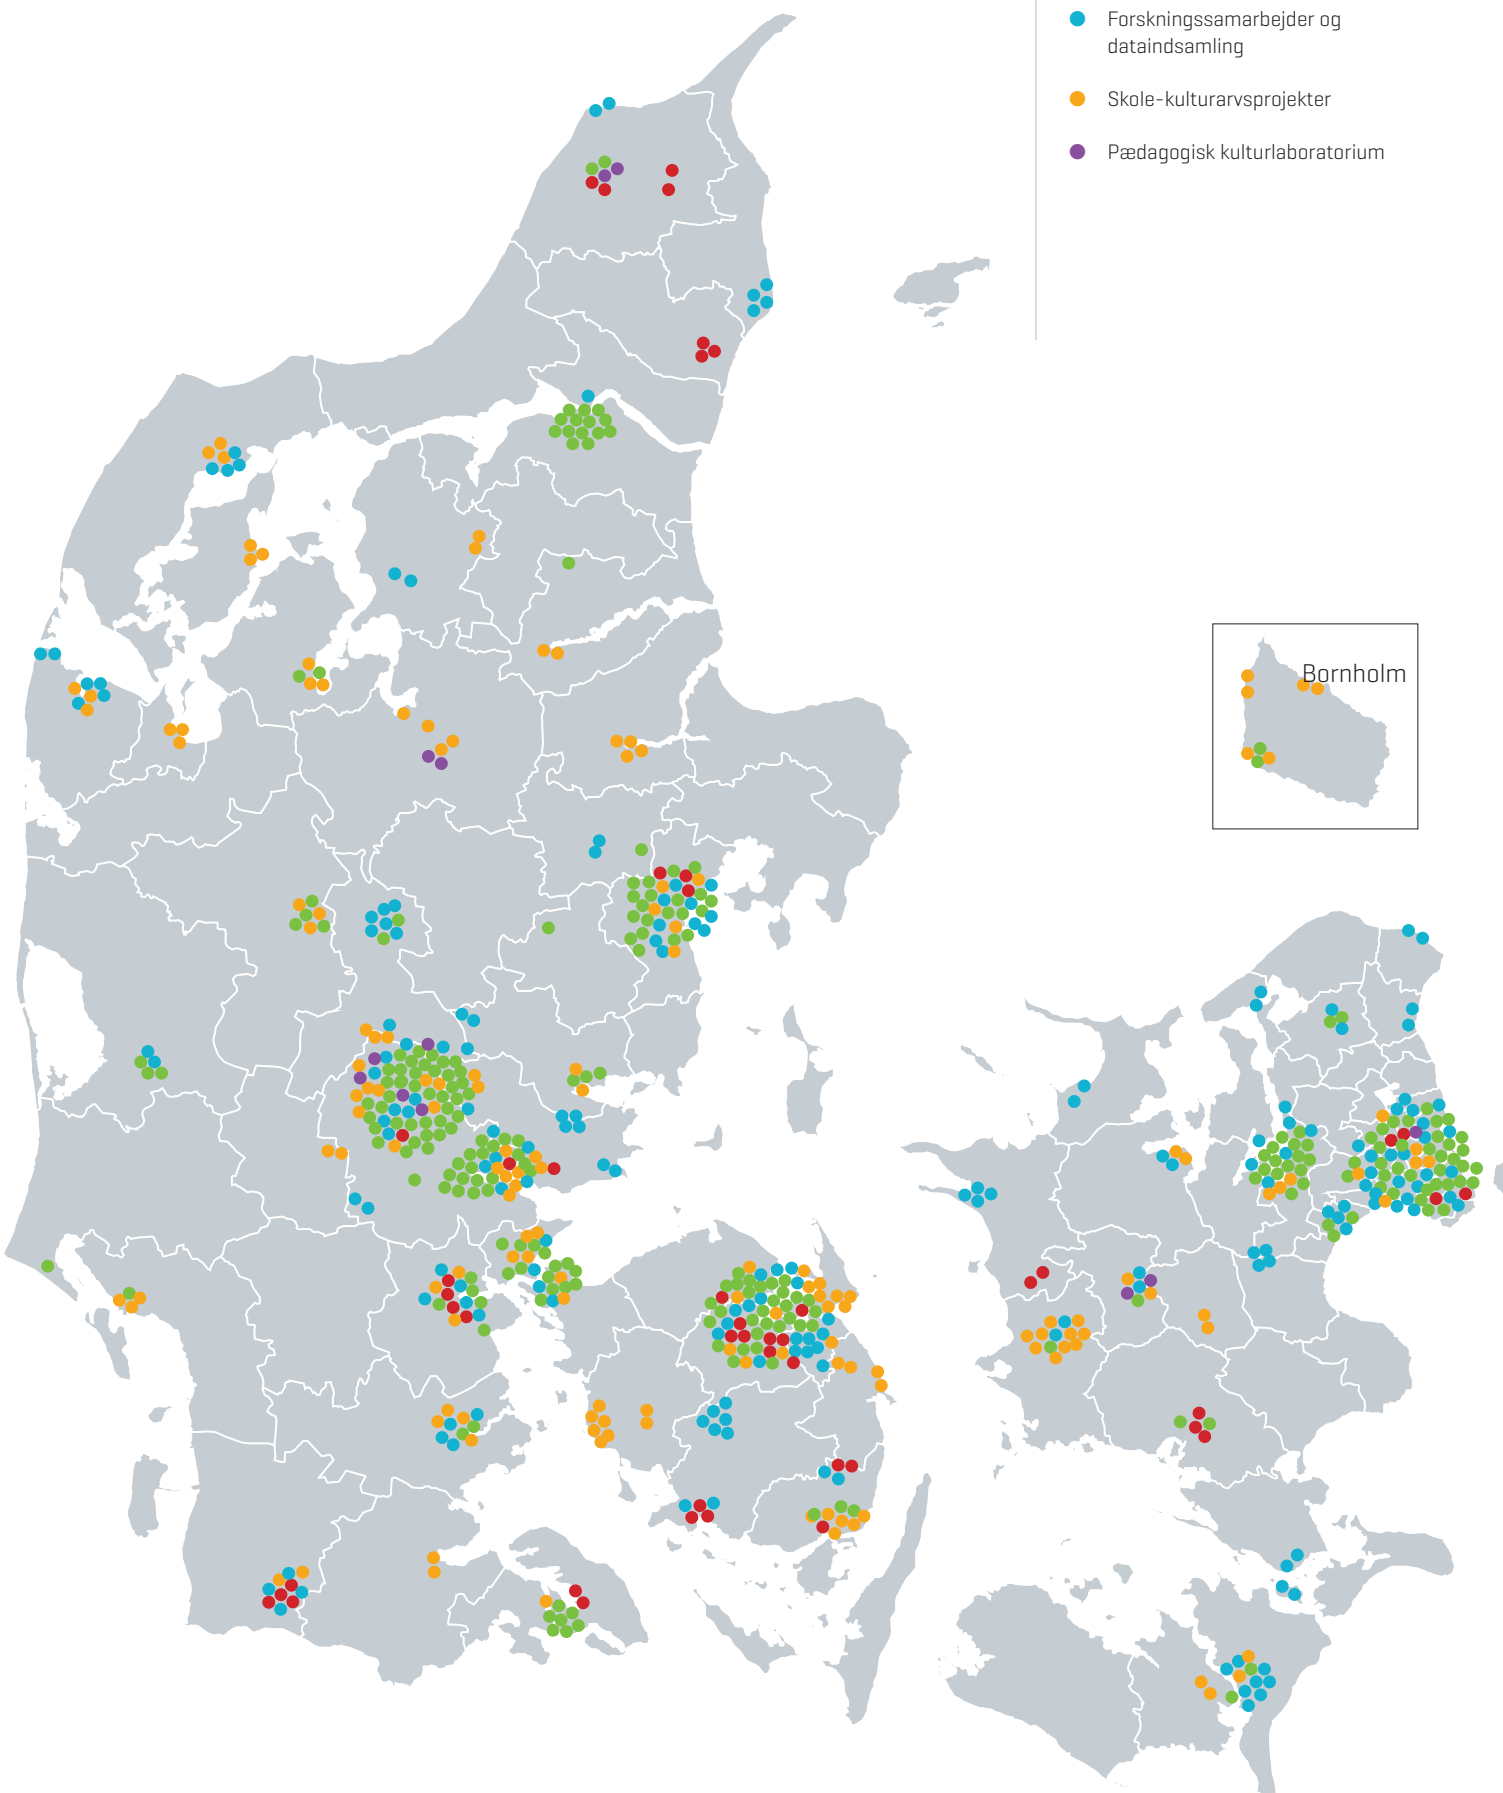 Forskningssamarbejder og
dataindsamling
Skole-kulturarvsprojekter
Pædagogisk kulturlaboratorium
Bornholm